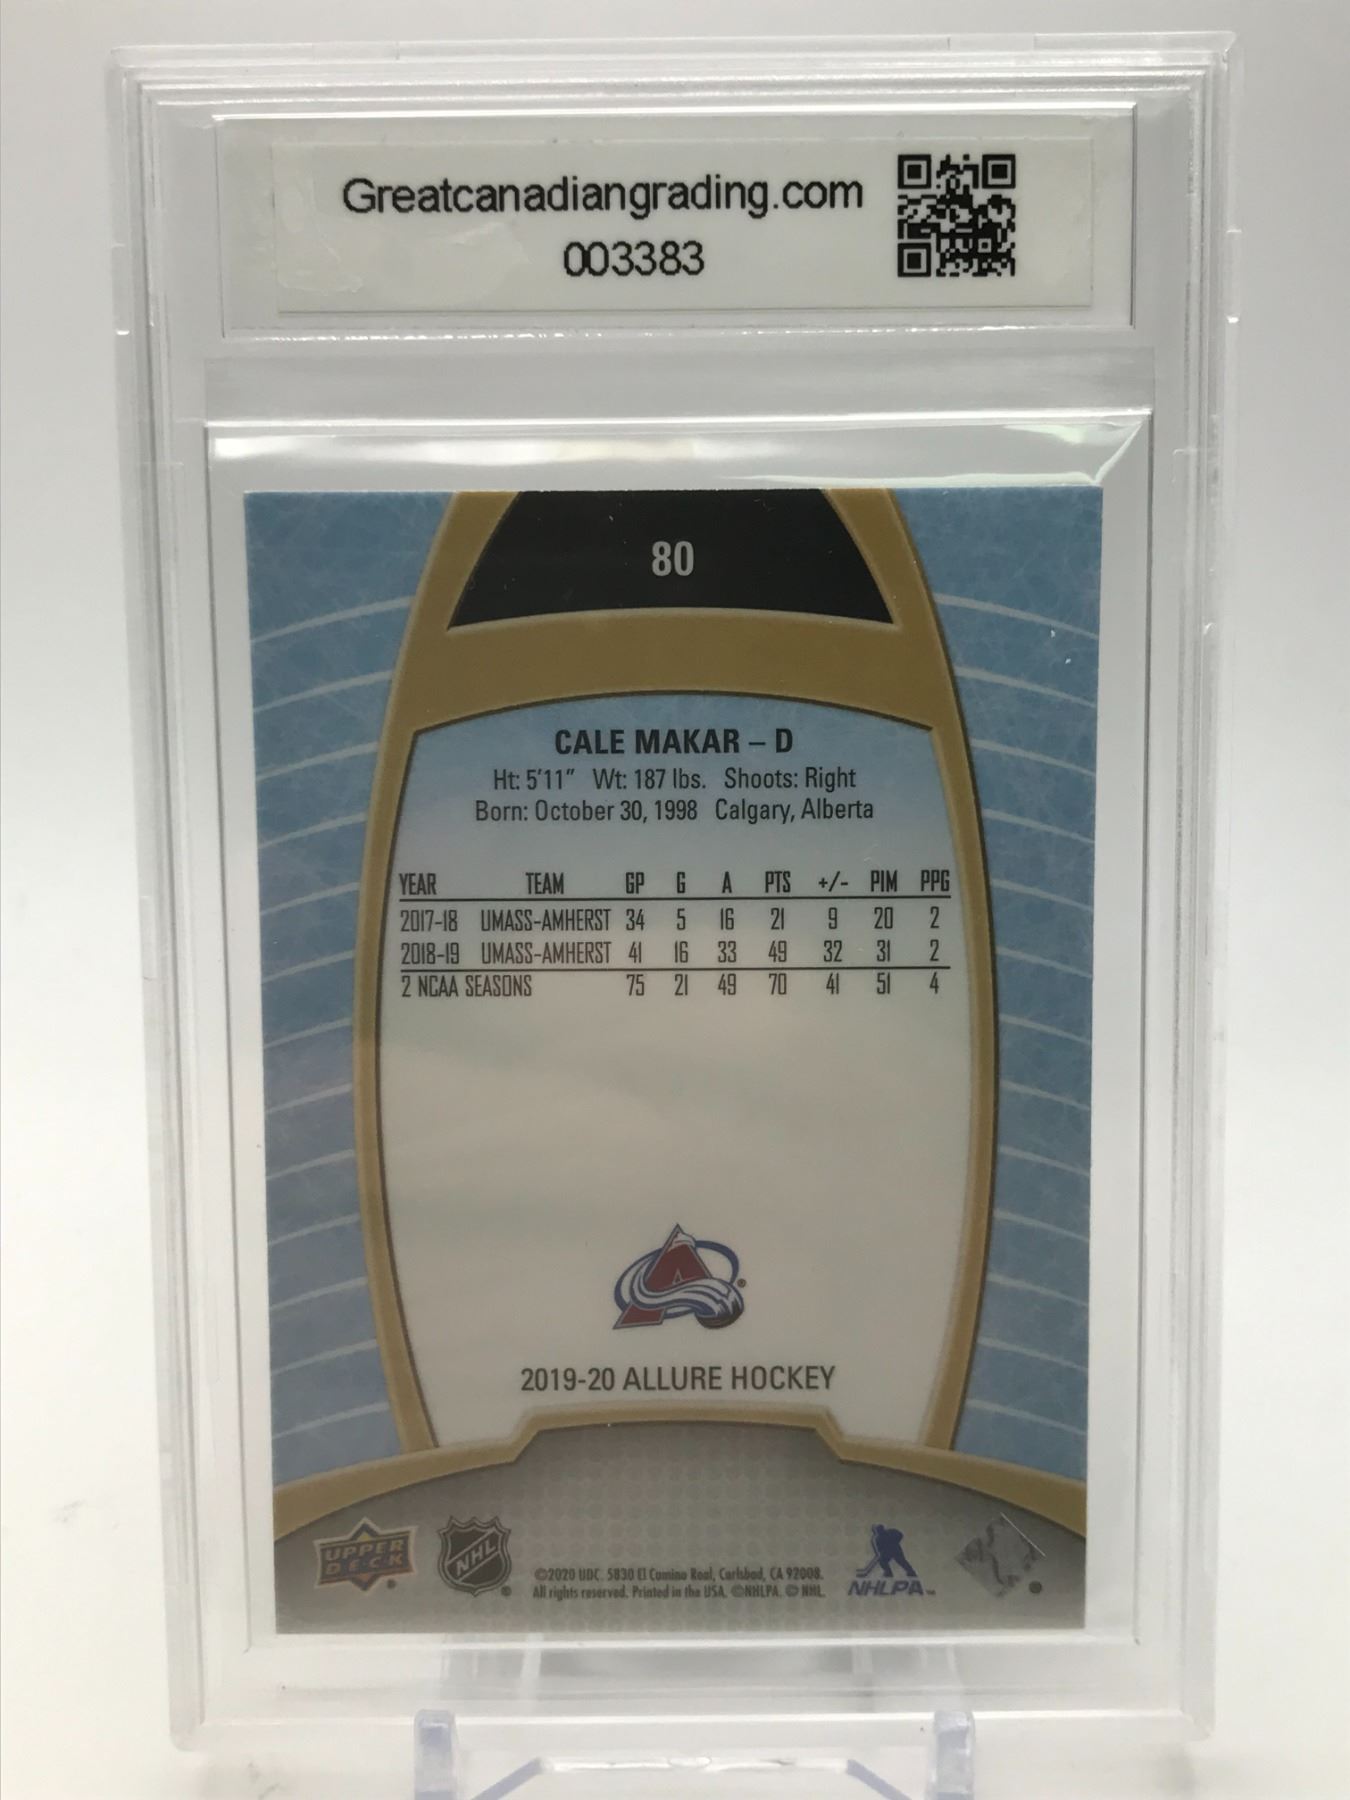 Greatcanadiangrading.com
003383
80
CALE MAKAR – D
Ht: 5'11" Wt: 187 lbs. Shoots: Right
Born: October 30, 1998 Calgary, Alberta
YEAR TEAM GP G A PTS +/- PIM PPG
2017-18 UMASS-AMHERST 34 5 16 21 9 20 2
2018-19 UMASS-AMHERST 41 16 33 49 32 31 2
2 NCAA SEASONS 75 21 49 70 41 51 4
A ®
2019-20 ALLURE HOCKEY
UPPER
DECK ®
NHL ®
©2020 UDC. 5830 El Camino Real, Carlsbad, CA 92008.
All rights reserved. Printed in the USA. ©NHLPA. © NHL.
NHLPA™
®